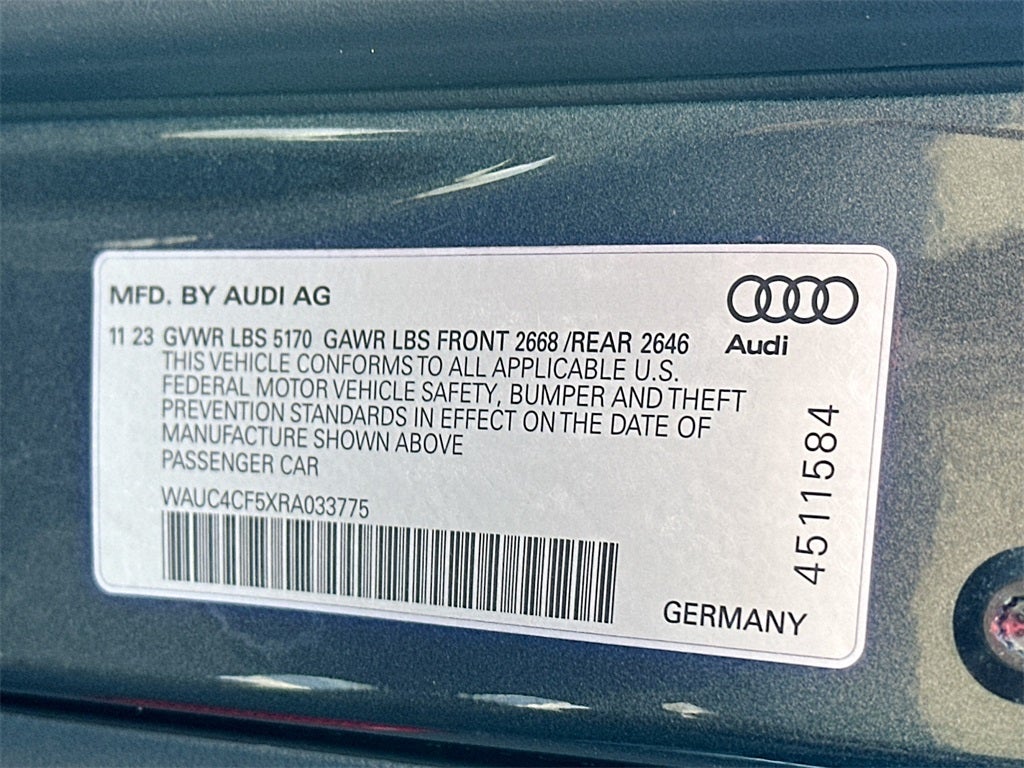 MFD. BY AUDI AG
11 23 GVWR LBS 5170 GAWR LBS FRONT 2668 /REAR 2646
THIS VEHICLE CONFORMS TO ALL APPLICABLE U.S.
FEDERAL MOTOR VEHICLE SAFETY, BUMPER AND THEFT
PREVENTION STANDARDS IN EFFECT ON THE DATE OF
MANUFACTURE SHOWN ABOVE
PASSENGER CAR
WAUC4CF5XRA033775
Audi
4511584
GERMANY